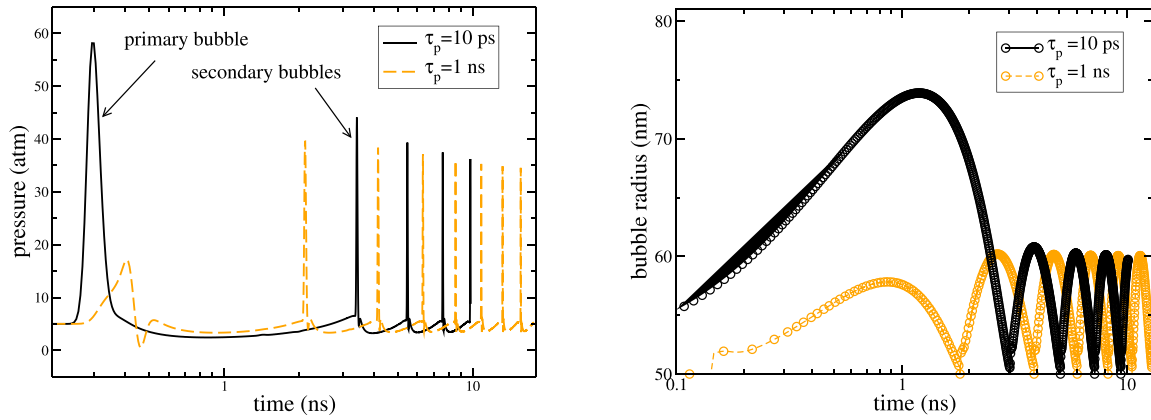 60
50
40
30
20
10
0
pressure (atm)
primary bubble
secondary bubbles
τp=10 ps
τp=1 ns
1
10
time (ns)
80
70
60
50
bubble radius (nm)
τp =10 ps
τp =1 ns
0.1
1
10
time (ns)